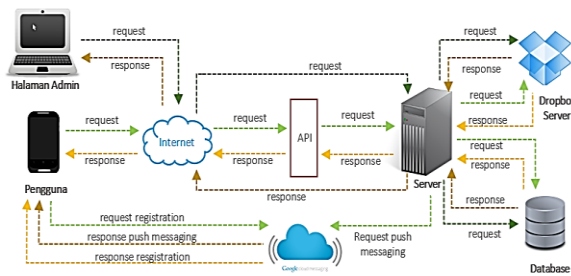 request
request
request
response
response
Halaman Admin
request
response
request
Dropbo
Server
request
request
API
request
response
Internet
request
response
response
response
Pengguna
Server
response
response
request registration
Request push
messaging
request
response push messaging
response resgistration
Database